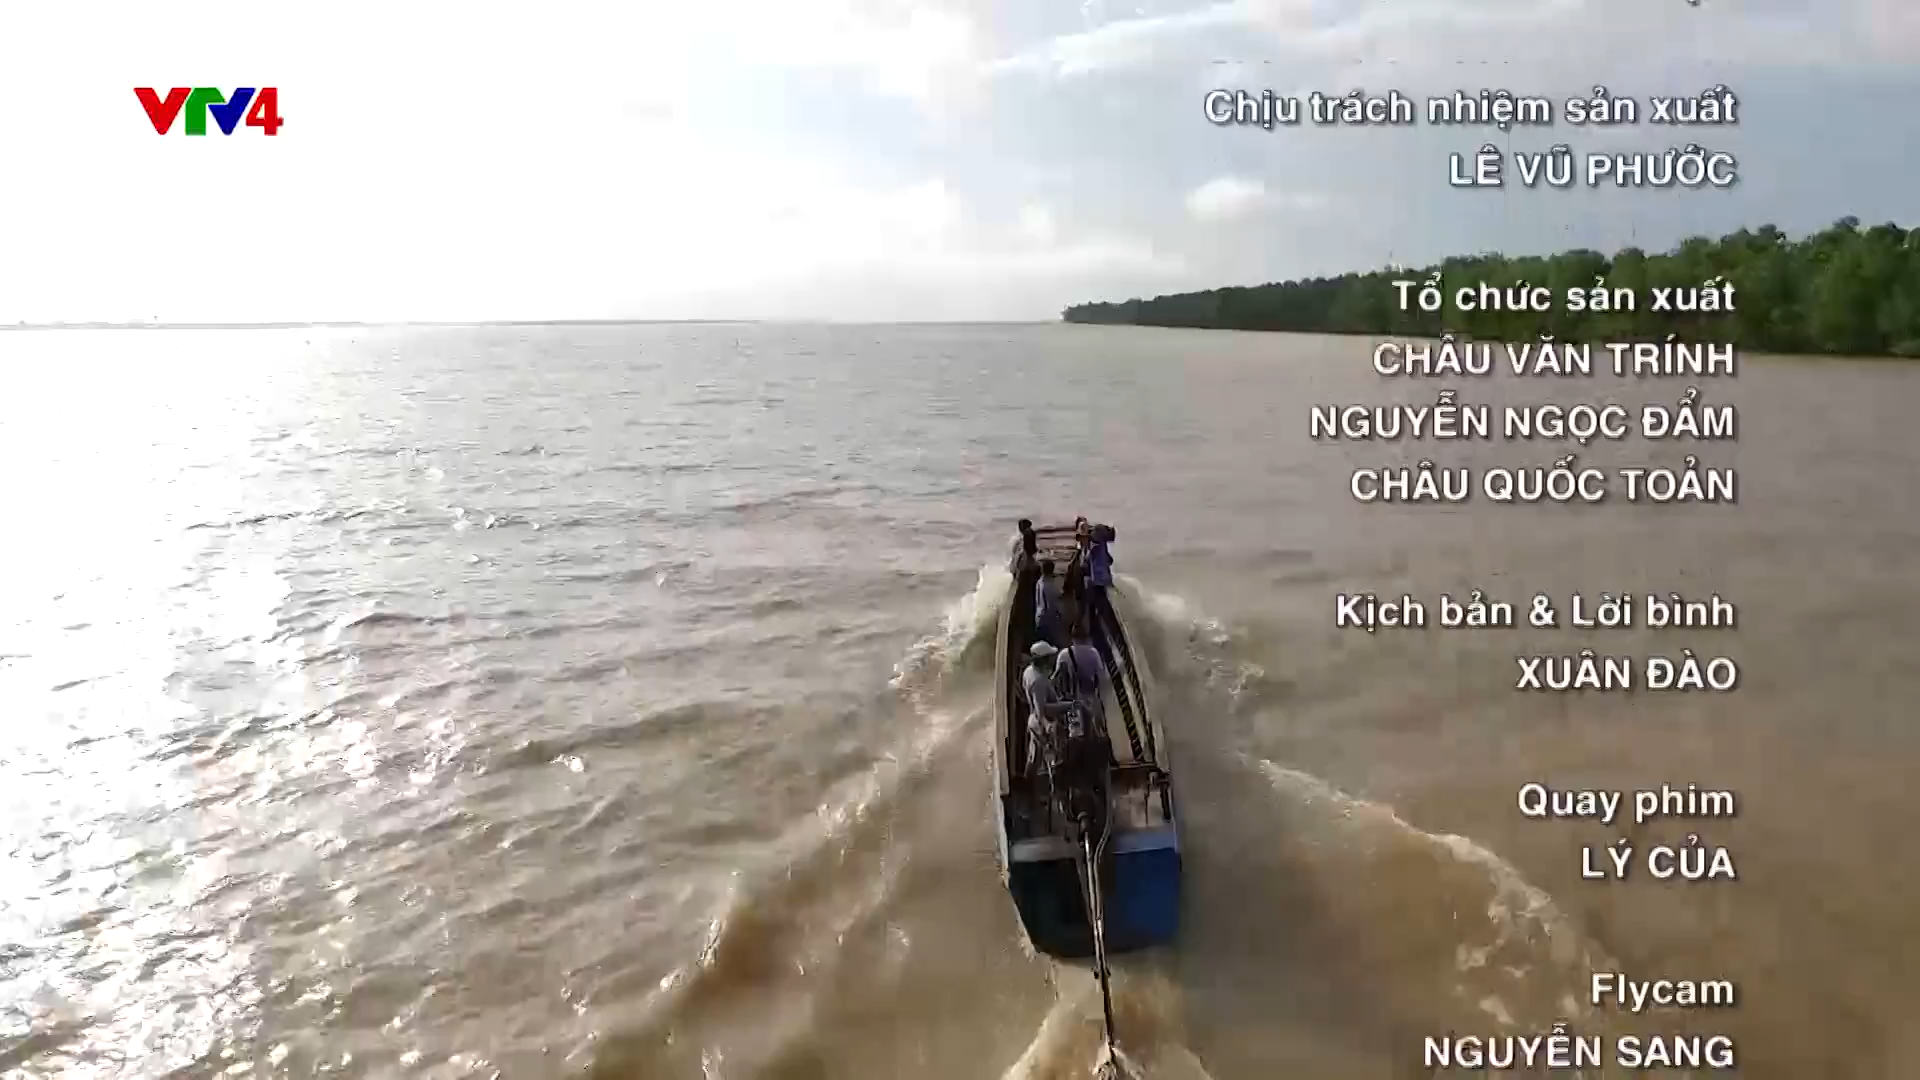 VTV4
Chịu trách nhiệm sản xuất
LÊ VŨ PHƯỚC
Tổ chức sản xuất
CHÂU VĂN TRÍNH
NGUYỄN NGỌC ĐẨM
CHÂU QUỐC TOẢN
Kịch bản & Lời bình
XUÂN ĐÀO
Quay phim
LÝ CỦA
Flycam
NGUYỄN SANG